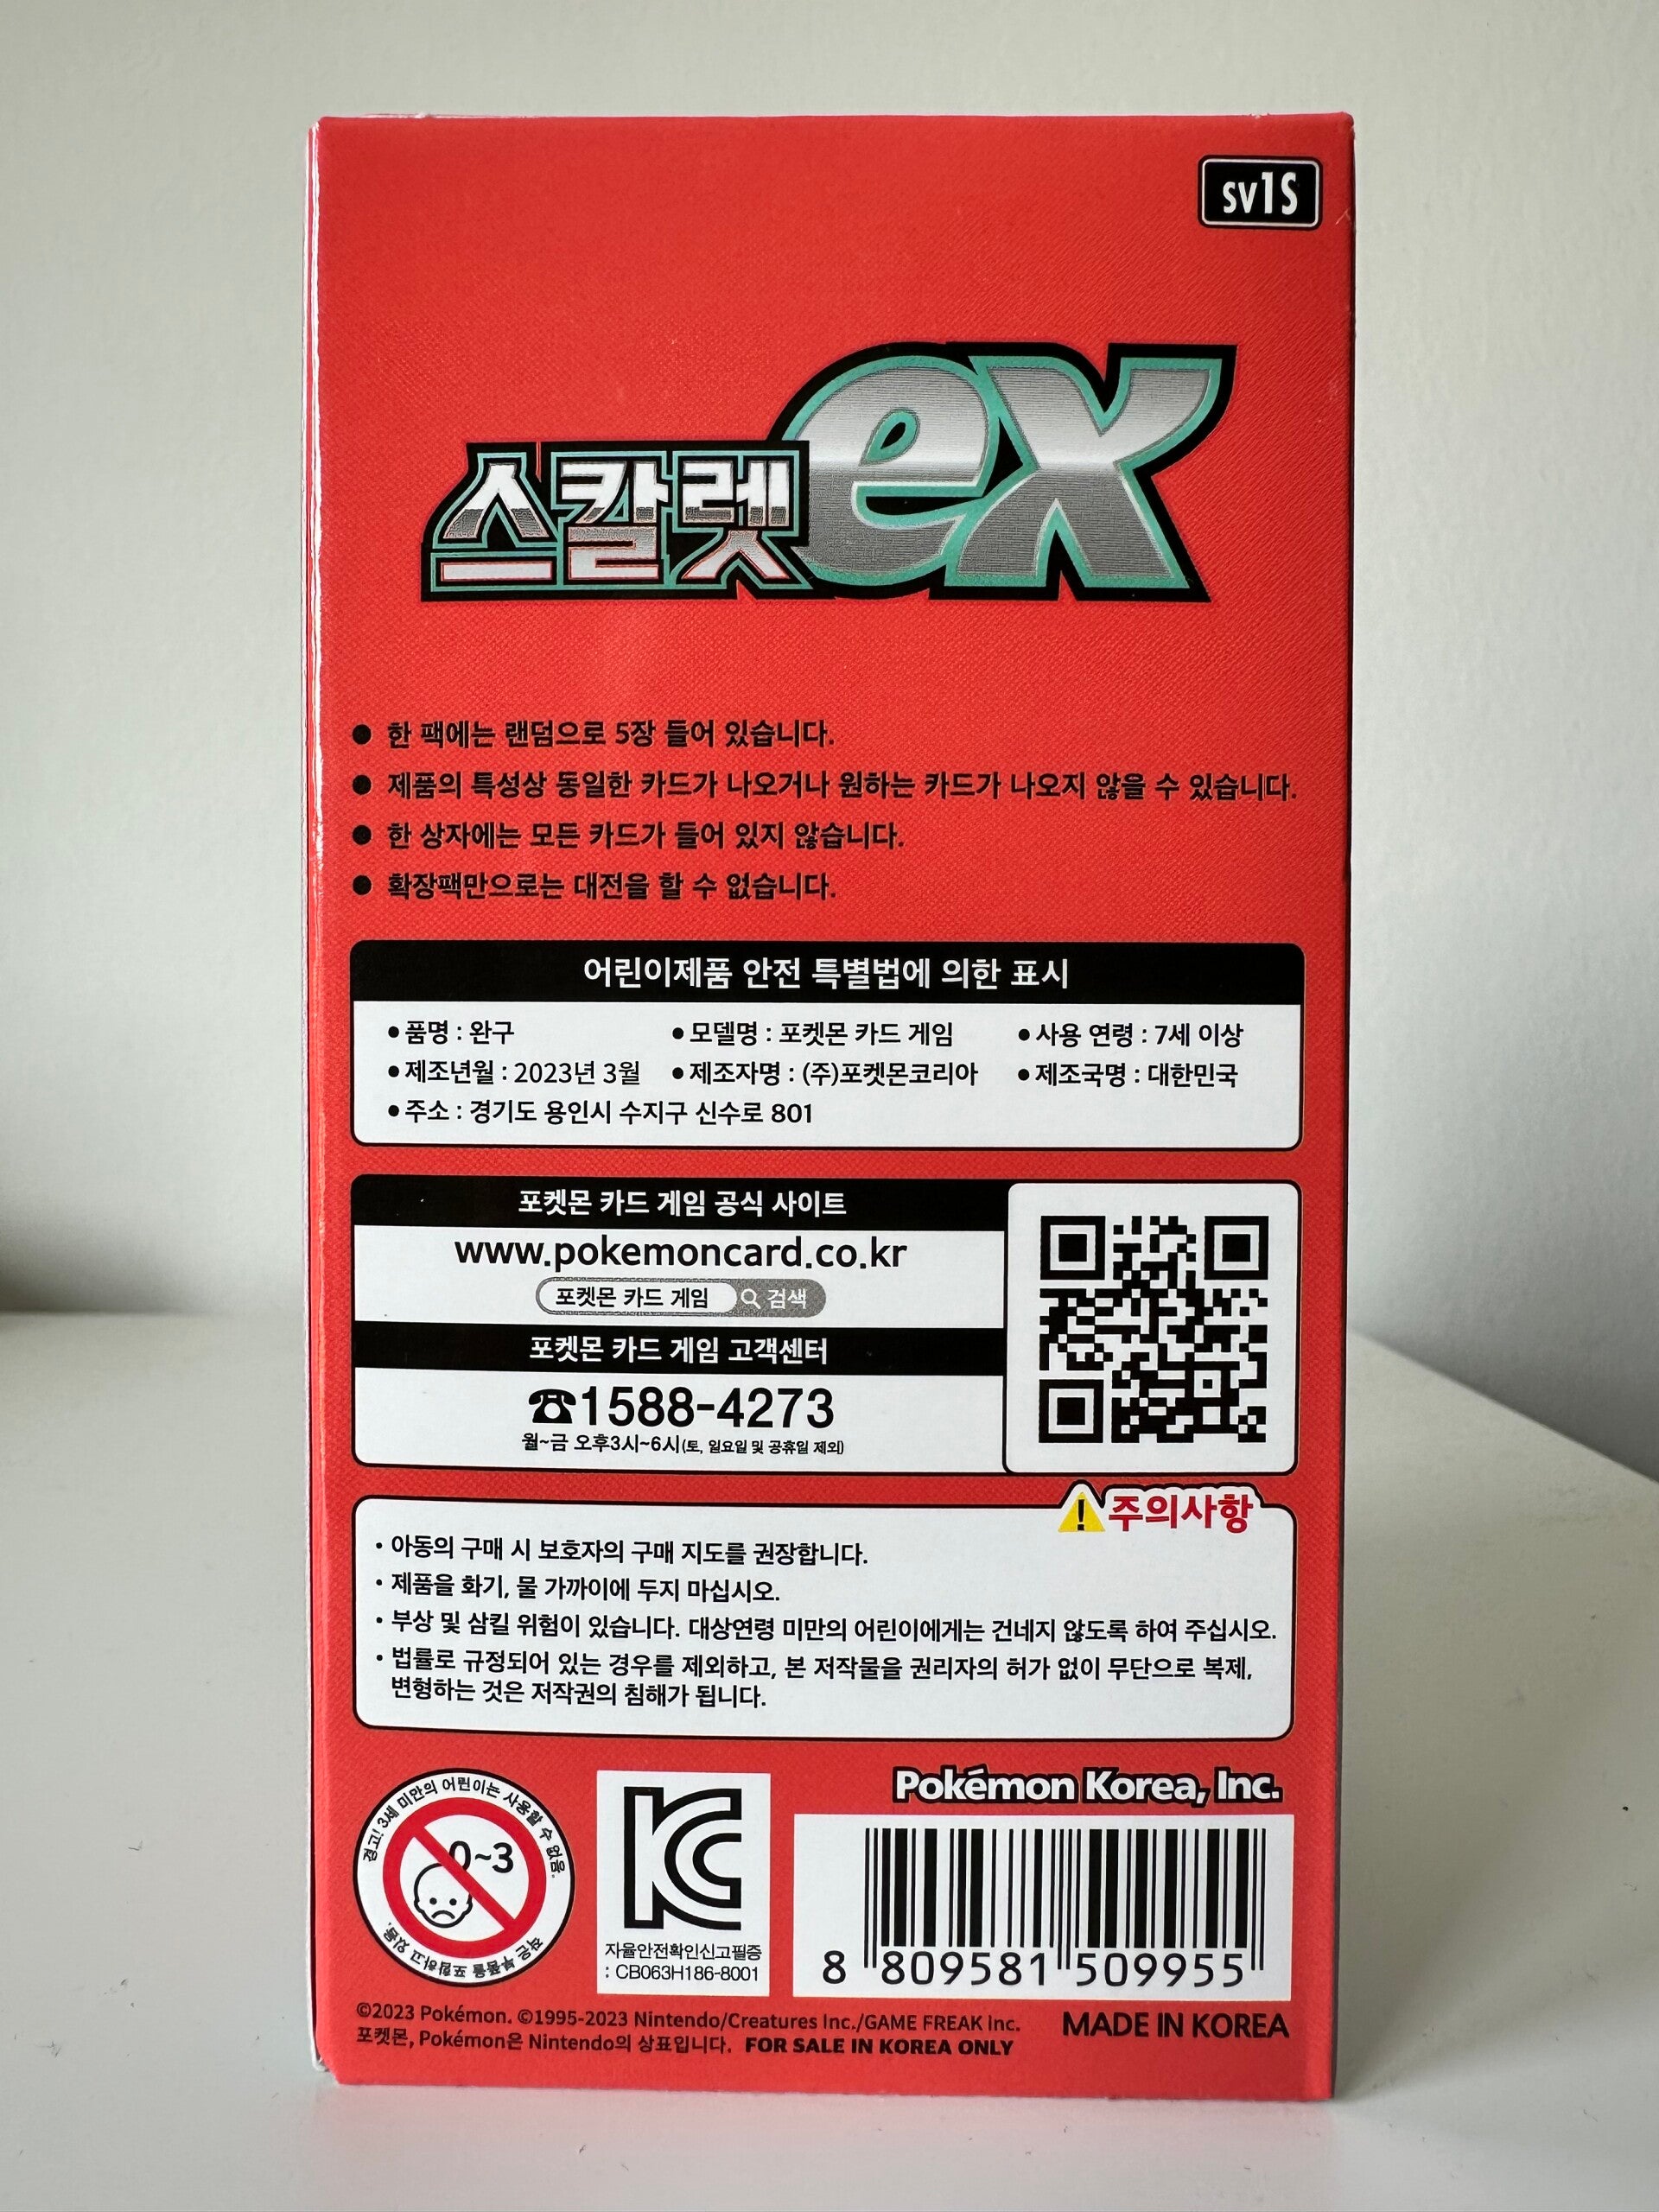 sv1S
스칼렛 ex
● 한 팩에는 랜덤으로 5장 들어 있습니다.
● 제품의 특성상 동일한 카드가 나오거나 원하는 카드가 나오지 않을 수 있습니다.
● 한 상자에는 모든 카드가 들어 있지 않습니다.
● 확장팩만으로는 대전을 할 수 없습니다.
어린이제품 안전 특별법에 의한 표시
● 품명 : 완구 ● 모델명 : 포켓몬 카드 게임 ● 사용 연령 : 7세 이상
● 제조년월 : 2023년 3월 ● 제조자명 : (주)포켓몬코리아 ● 제조국명 : 대한민국
● 주소 : 경기도 용인시 수지구 신수로 801
포켓몬 카드 게임 공식 사이트
www.pokemoncard.co.kr
포켓몬 카드 게임 검색
포켓몬 카드 게임 고객센터
☎1588-4273
월~금 오후3시~6시(토, 일요일 및 공휴일 제외)
주의사항
• 아동의 구매 시 보호자의 구매 지도를 권장합니다.
• 제품을 화기, 물 가까이에 두지 마십시오.
• 부상 및 삼킬 위험이 있습니다. 대상연령 미만의 어린이에게는 건네지 않도록 하여 주십시오.
• 법률로 규정되어 있는 경우를 제외하고, 본 저작물을 권리자의 허가 없이 무단으로 복제,
변형하는 것은 저작권의 침해가 됩니다.
경고! 3세 미만의 어린이는 사용할 수 없음.
0~3
작은 부품을 포함하고 있음.
KC
자율안전확인신고필증
: CB063H186-8001
Pokémon Korea, Inc.
8 809581 509955
©2023 Pokémon. ©1995-2023 Nintendo/Creatures Inc./GAME FREAK Inc.
포켓몬, Pokémon은 Nintendo의 상표입니다. FOR SALE IN KOREA ONLY
MADE IN KOREA